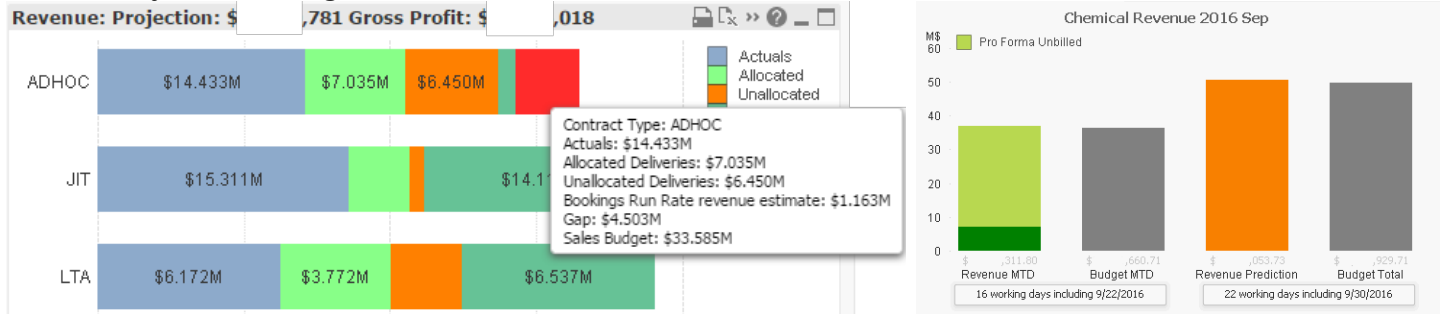 Revenue: Projection: $ ,781 Gross Profit: $ ,018
ADHOC
$14.433M
$7.035M
$6.450M
Actuals
Allocated
Unallocated
Contract Type: ADHOC
Actuals: $14.433M
Allocated Deliveries: $7.035M
Unallocated Deliveries: $6.450M
Bookings Run Rate revenue estimate: $1.163M
Gap: $4.503M
Sales Budget: $33.585M
JIT
$15.311M
$14.1
LTA
$6.172M
$3.772M
$6.537M
Chemical Revenue 2016 Sep
M$
Pro Forma Unbilled
60
50
40
30
20
10
0
$ ,311.80
$ ,660.71
$ ,053.73
$ ,929.71
Revenue MTD
Budget MTD
Revenue Prediction
Budget Total
16 working days including 9/22/2016
22 working days including 9/30/2016